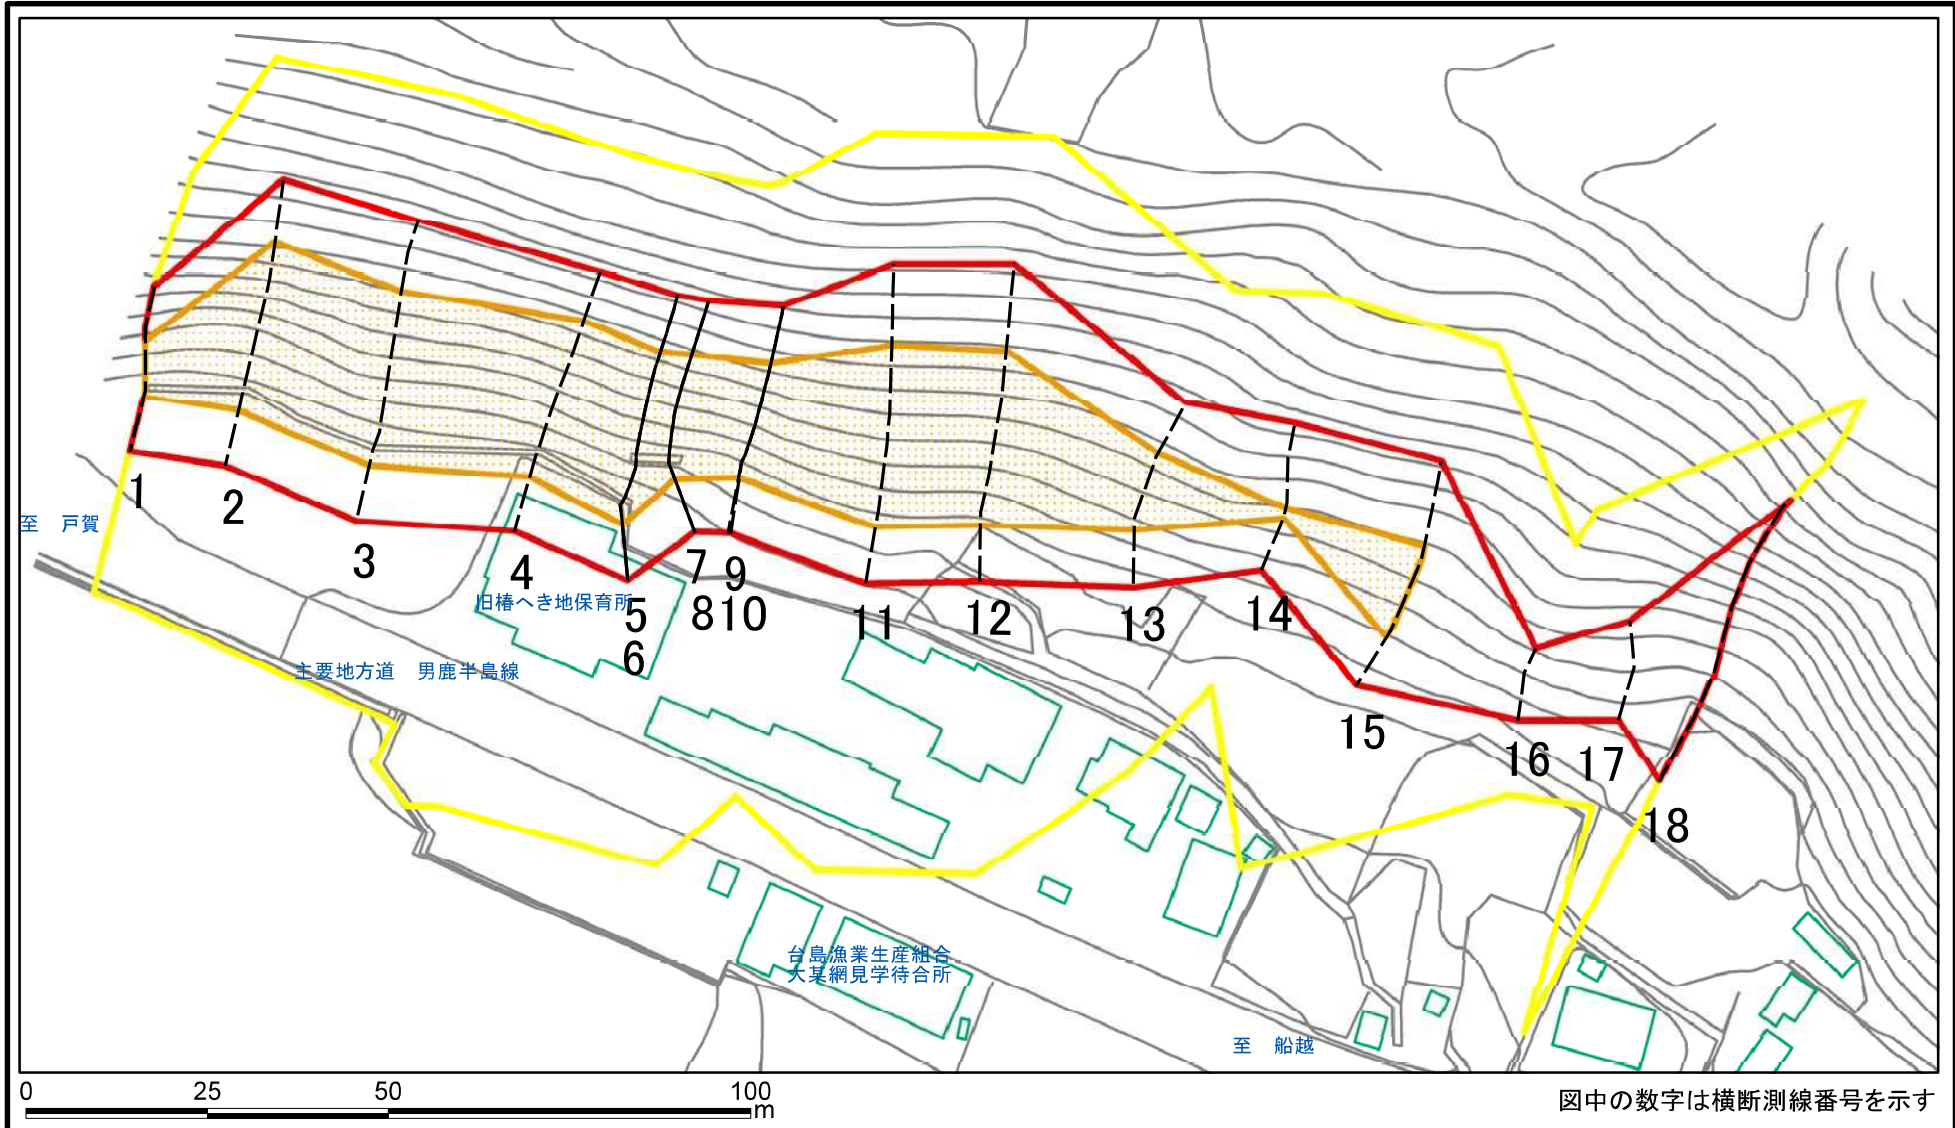 1
2
3
4
5
6
7
8
9
10
11
12
13
14
15
16
17
18
至 戸賀
旧椿へき地保育所
主要地方道 男鹿半島線
台島漁業生産組合
大某網見学待合所
至 船越
0 25 50 100
m
図中の数字は横断測線番号を示す